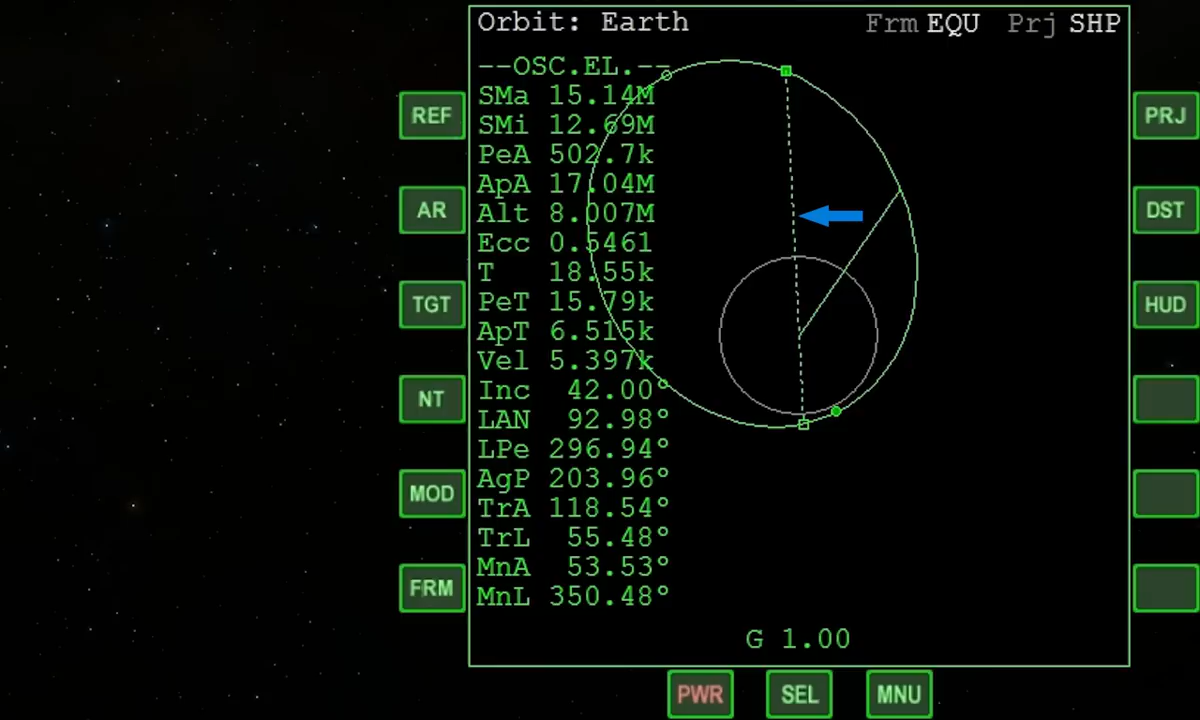 Orbit: Earth Frm EQU Prj SHP
--OSC.EL.--
SMa 15.14M
SMi 12.69M
PeA 502.7k
ApA 17.04M
Alt 8.007M
Ecc 0.5461
T 18.55k
PeT 15.79k
ApT 6.515k
Vel 5.397k
Inc 42.00°
LAN 92.98°
LPe 296.94°
AgP 203.96°
TrA 118.54°
TrL 55.48°
MnA 53.53°
MnL 350.48°
G 1.00
REF
AR
TGT
NT
MOD
FRM
PRJ
DST
HUD
PWR SEL MNU